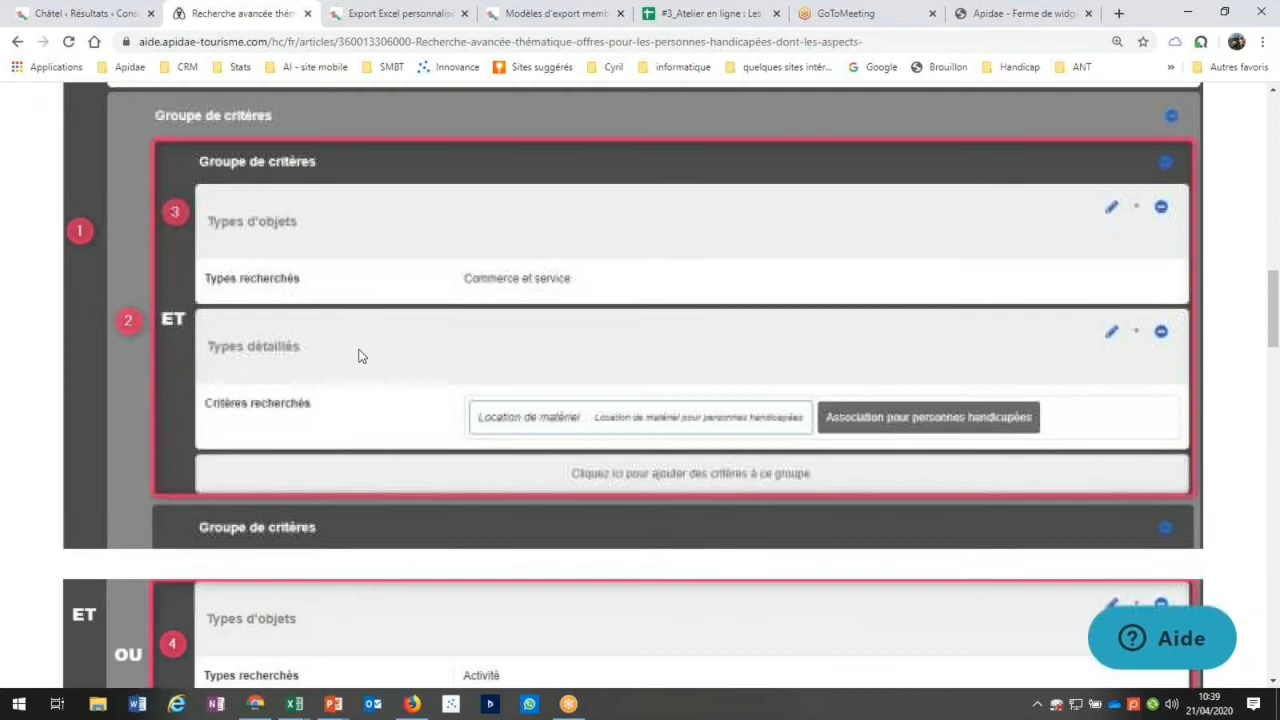 Châtel ‹ Résultats ‹ Cons
Recherche avancée thém
Export Excel personnalis
Modèles d'export memb
#3_Atelier en ligne : Les
GoToMeeting
Apidae - Ferme de widg
aide.apidae-tourisme.com/hc/fr/articles/360013306000-Recherche-avancée-thématique-offres-pour-les-personnes-handicapées-dont-les-aspects-
Applications
Apidae
CRM
Stats
AI - site mobile
SMBT
Innovance
Sites suggérés
Cyril
informatique
quelques sites intér...
Google
Brouillon
Handicap
ANT
»
Autres favoris
Groupe de critères
Groupe de critères
3
Types d'objets
1
Types recherchés
Commerce et service
2
ET
Types détaillés
Critères recherchés
Location de matériel
Location de matériel pour personnes handicapées
Association pour personnes handicapées
Cliquez ici pour ajouter des critères à ce groupe
Groupe de critères
ET
Types d'objets
4
OU
Types recherchés
Activité
? Aide
10:39
21/04/2020